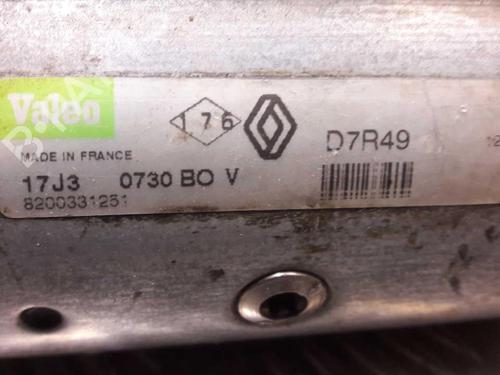 Valeo
176
D7R49
MADE IN FRANCE
17J3 0730 BO V
8200331251